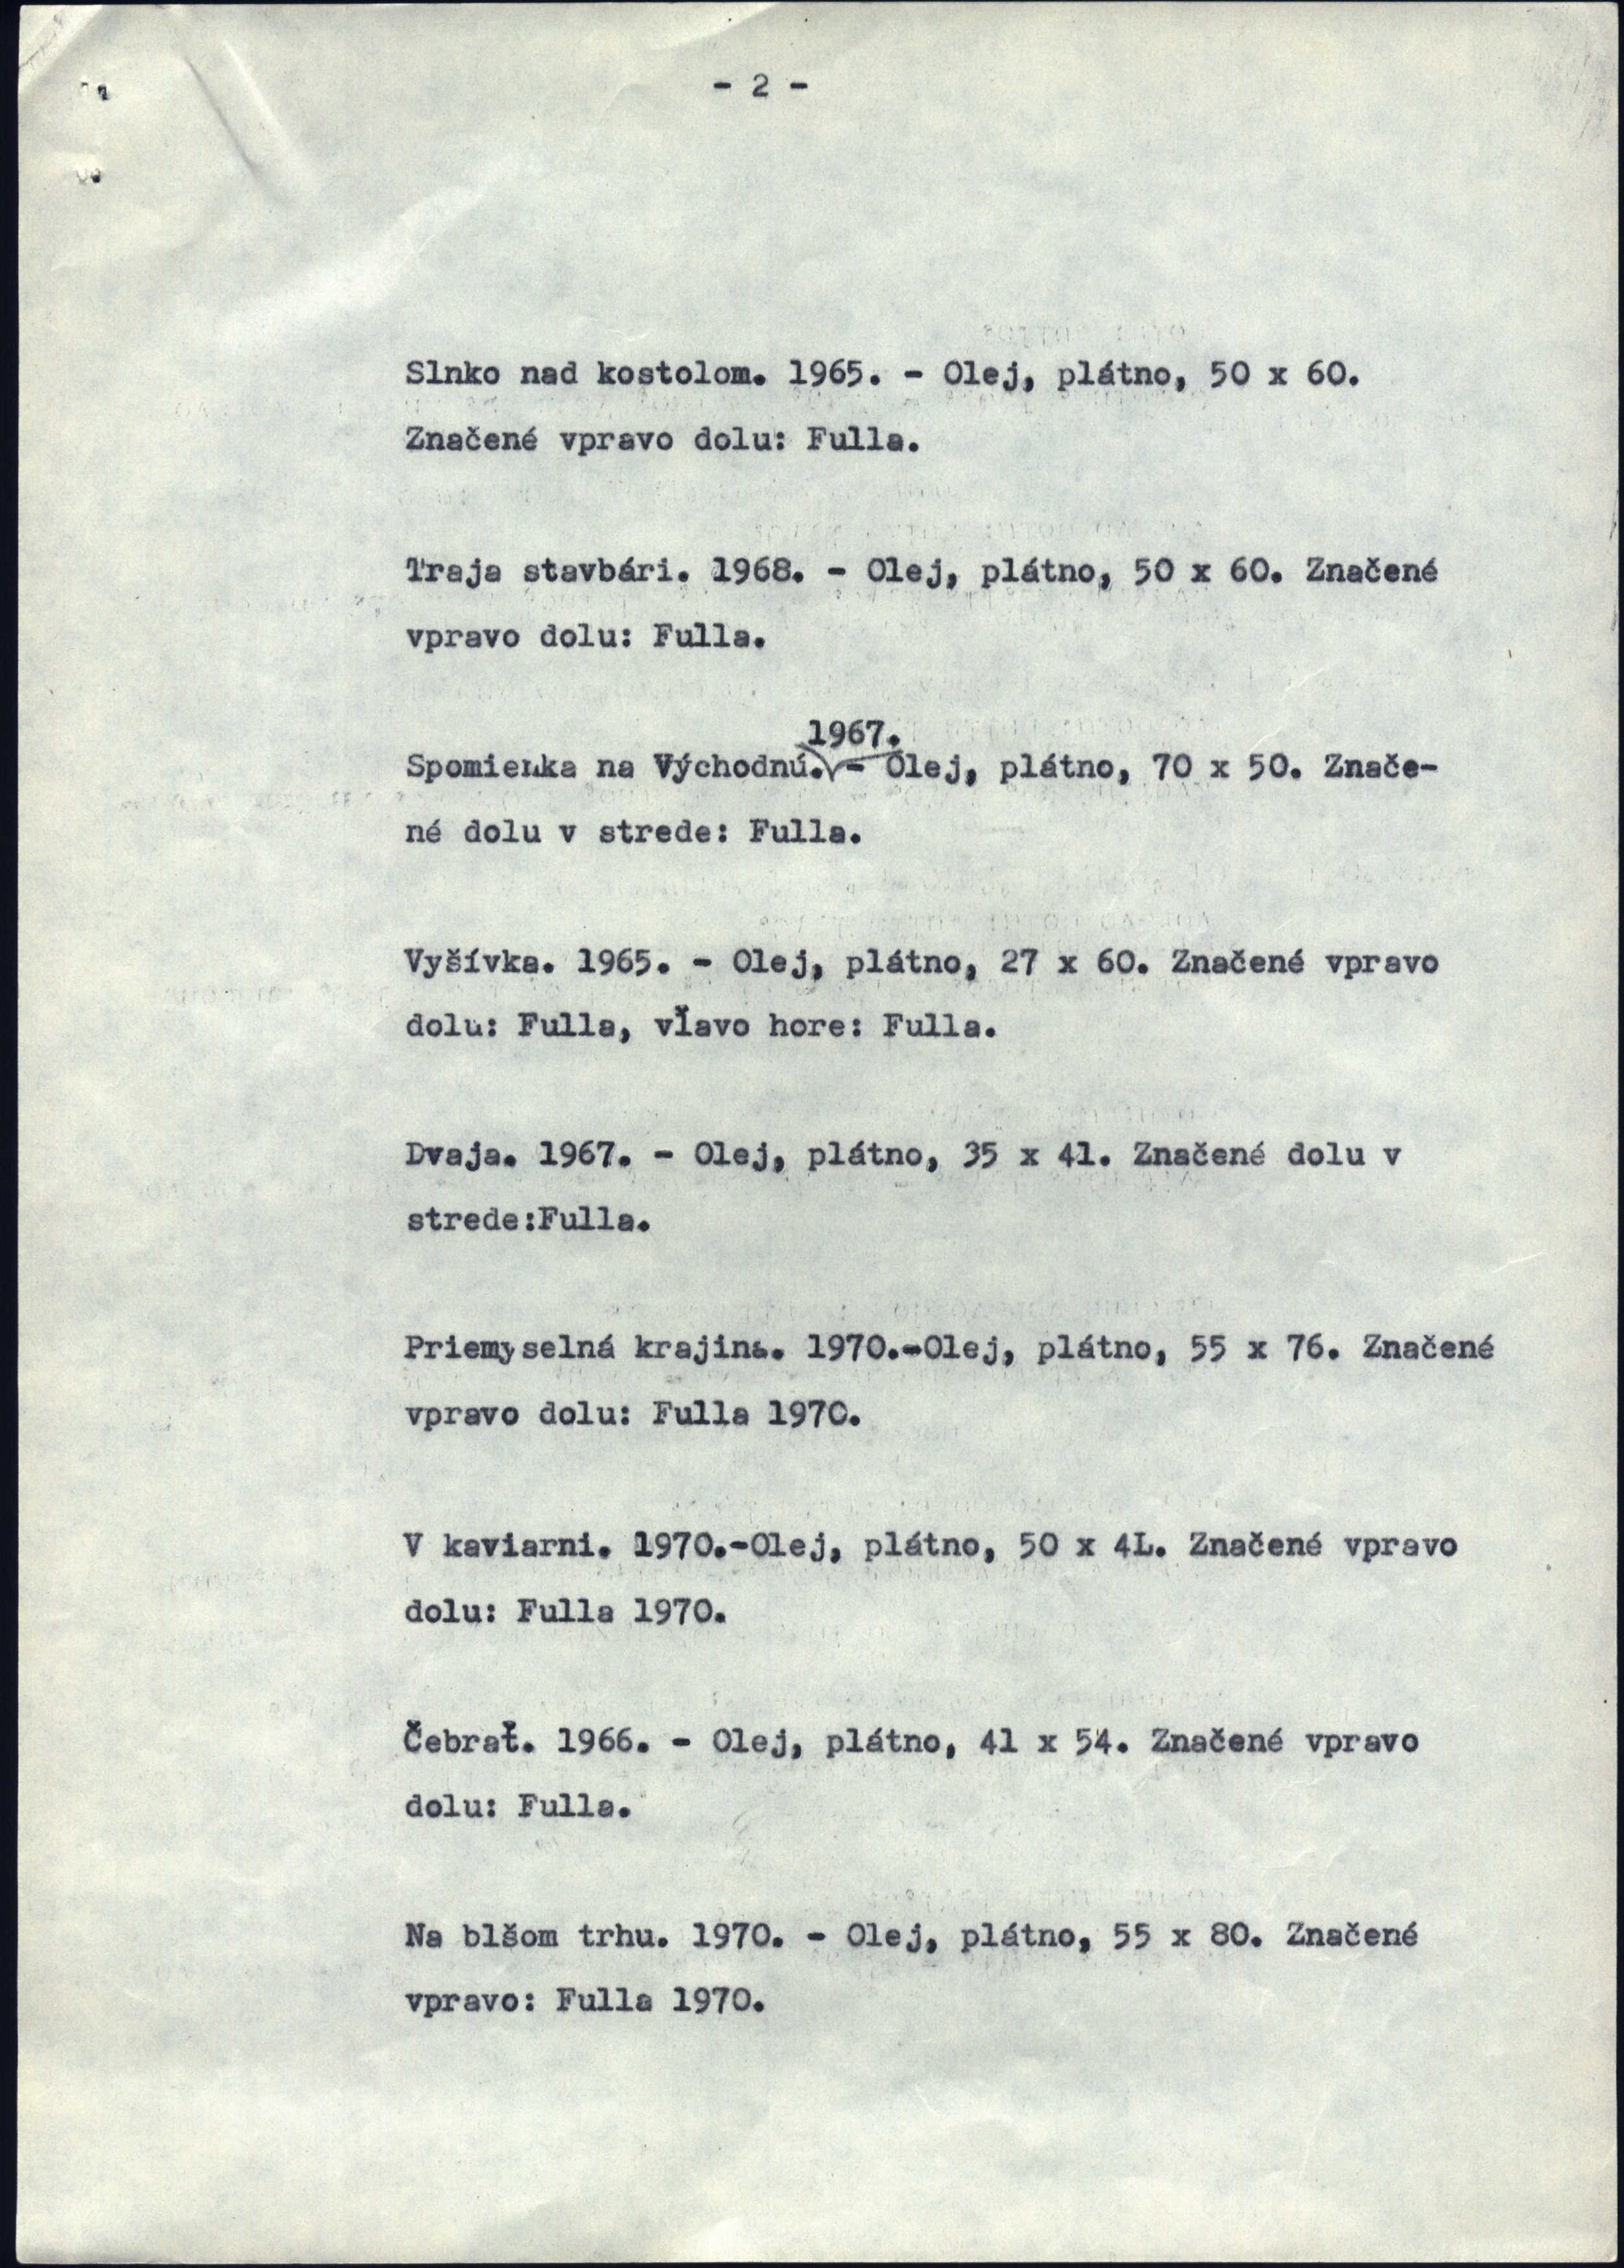 - 2 -
Slnko nad kostolom. 1965. - Olej, plátno, 50 x 60.
Značené vpravo dolu: Fulla.
Traja stavbári. 1968. - Olej, plátno, 50 x 60. Značené
vpravo dolu: Fulla.
1967.
Spomienka na Východnú. - Olej, plátno, 70 x 50. Znače-
né dolu v strede: Fulla.
Vyšívka. 1965. - Olej, plátno, 27 x 60. Značené vpravo
dolu: Fulla, vľavo hore: Fulla.
Dvaja. 1967. - Olej, plátno, 35 x 41. Značené dolu v
strede:Fulla.
Priemyselná krajina. 1970.-Olej, plátno, 55 x 76. Značené
vpravo dolu: Fulla 1970.
V kaviarni. 1970.-Olej, plátno, 50 x 4L. Značené vpravo
dolu: Fulla 1970.
Čebrať. 1966. - Olej, plátno, 41 x 54. Značené vpravo
dolu: Fulla.
Na blšom trhu. 1970. - Olej, plátno, 55 x 80. Značené
vpravo: Fulla 1970.